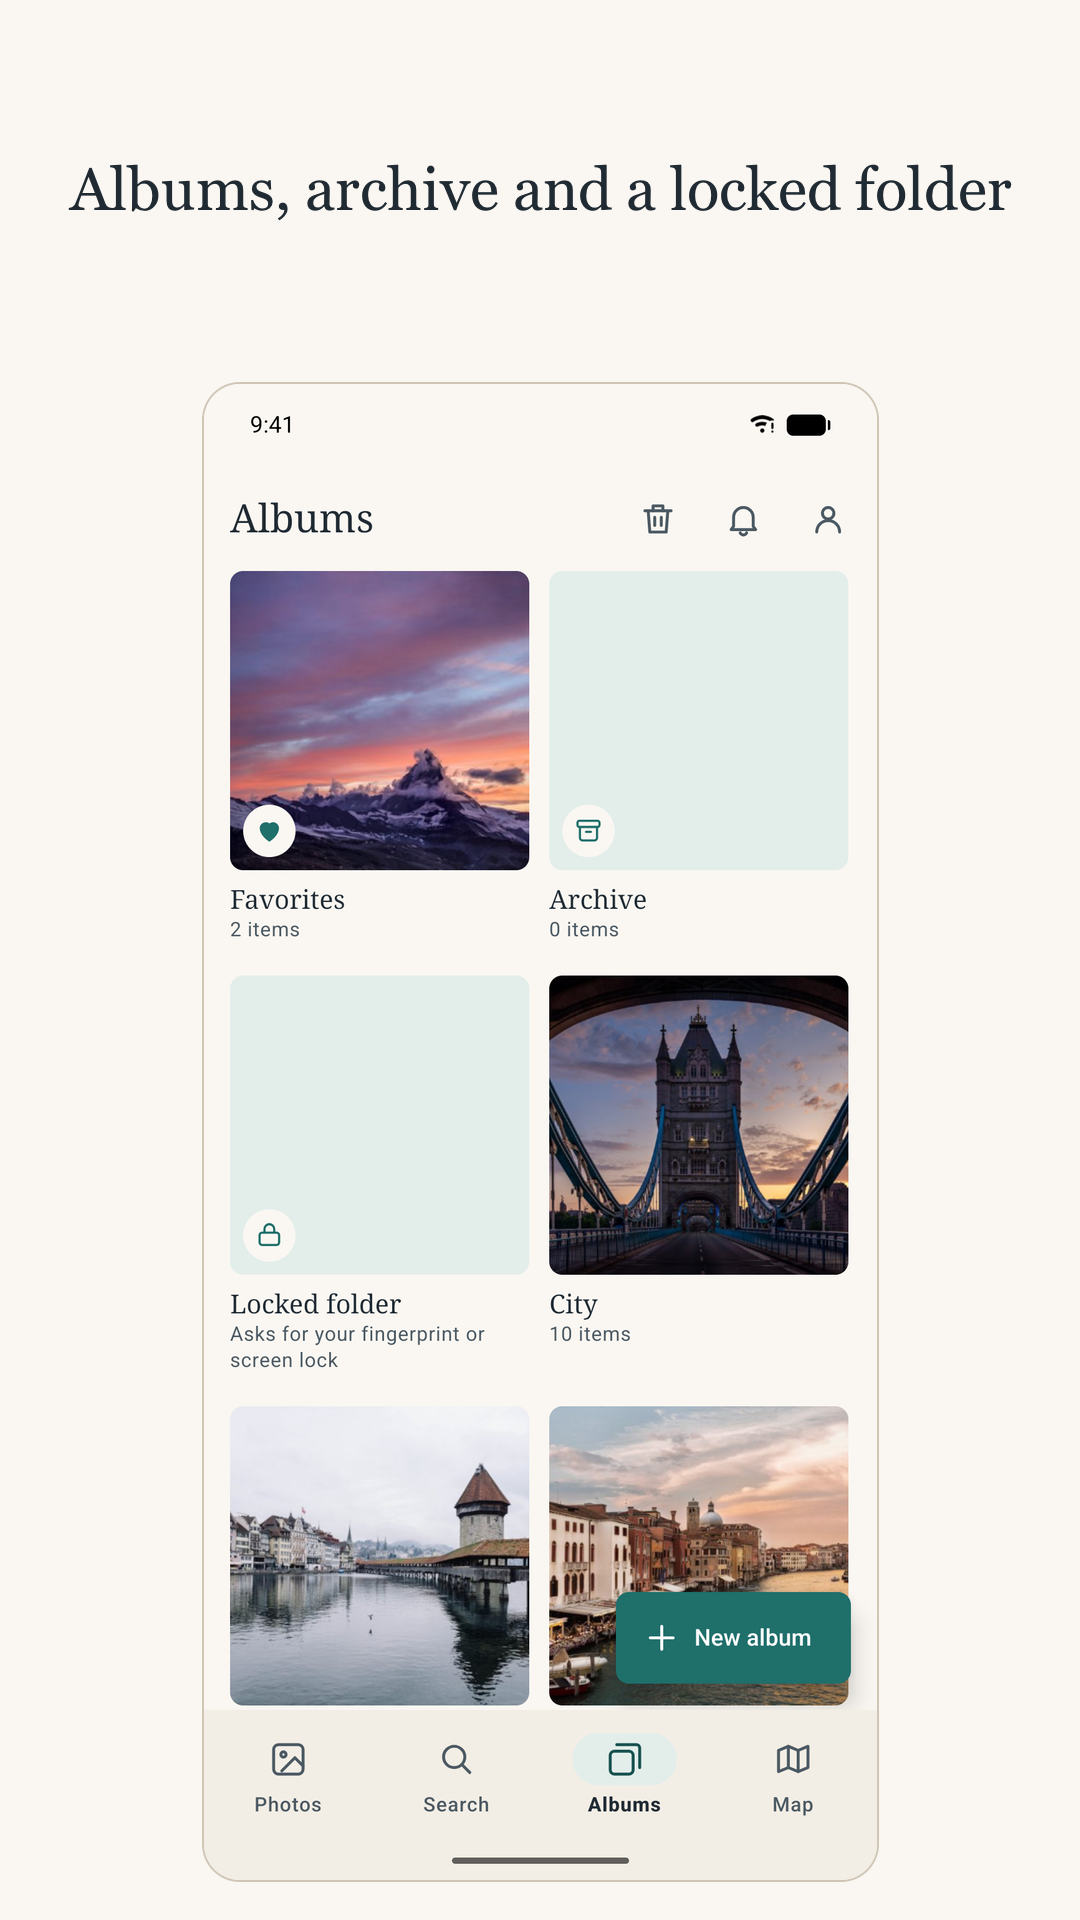 Albums, archive and a locked folder
9:41
Albums
Favorites
2 items
Archive
0 items
Locked folder
Asks for your fingerprint or
screen lock
City
10 items
New album
Photos
Search
Albums
Map